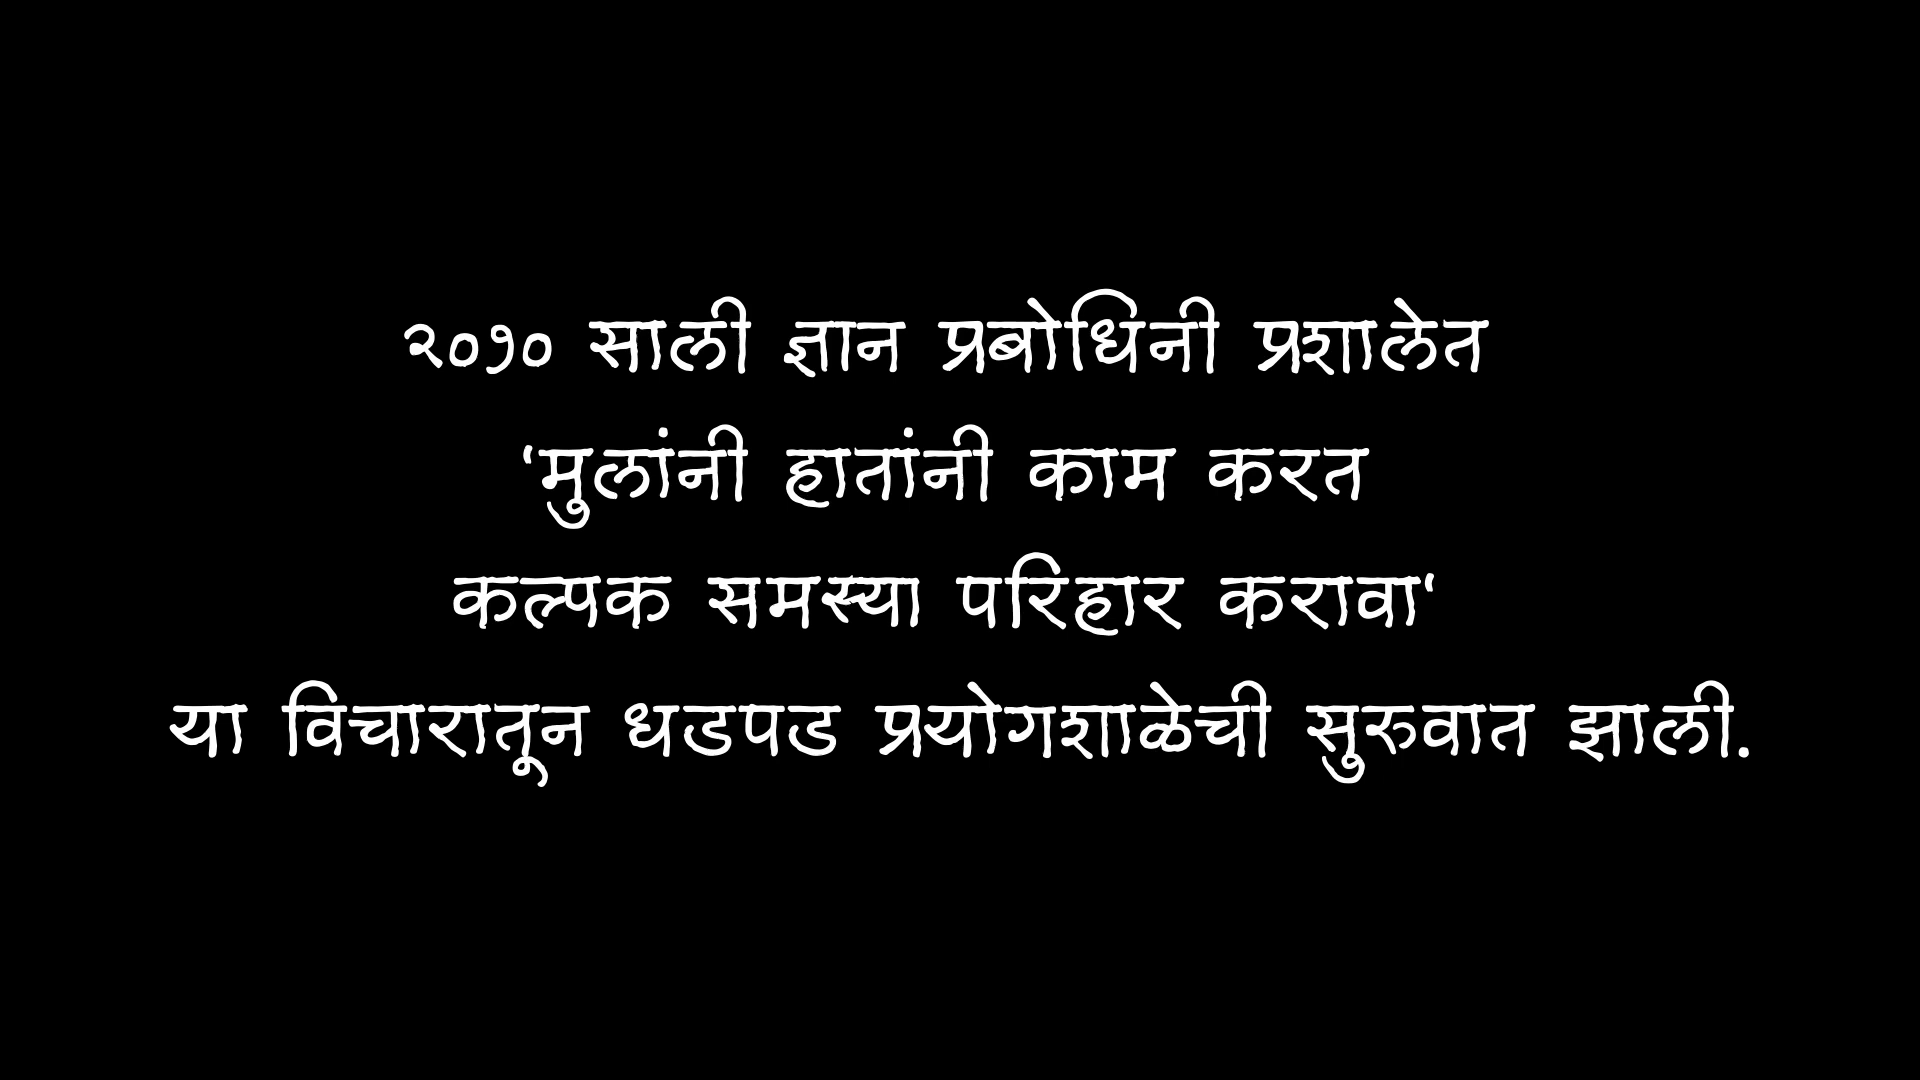 २०१० साली ज्ञान प्रबोधिनी प्रशालेत
‘मुलांनी हातांनी काम करत
कल्पक समस्या परिहार करावा‘
या विचारातून धडपड प्रयोगशाळेची सुरुवात झाली.